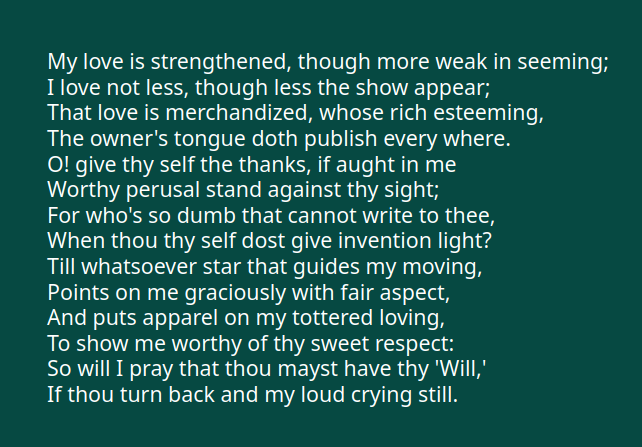 My love is strengthened, though more weak in seeming;
I love not less, though less the show appear;
That love is merchandized, whose rich esteeming,
The owner's tongue doth publish every where.
O! give thy self the thanks, if aught in me
Worthy perusal stand against thy sight;
For who's so dumb that cannot write to thee,
When thou thy self dost give invention light?
Till whatsoever star that guides my moving,
Points on me graciously with fair aspect,
And puts apparel on my tottered loving,
To show me worthy of thy sweet respect:
So will I pray that thou mayst have thy 'Will,'
If thou turn back and my loud crying still.